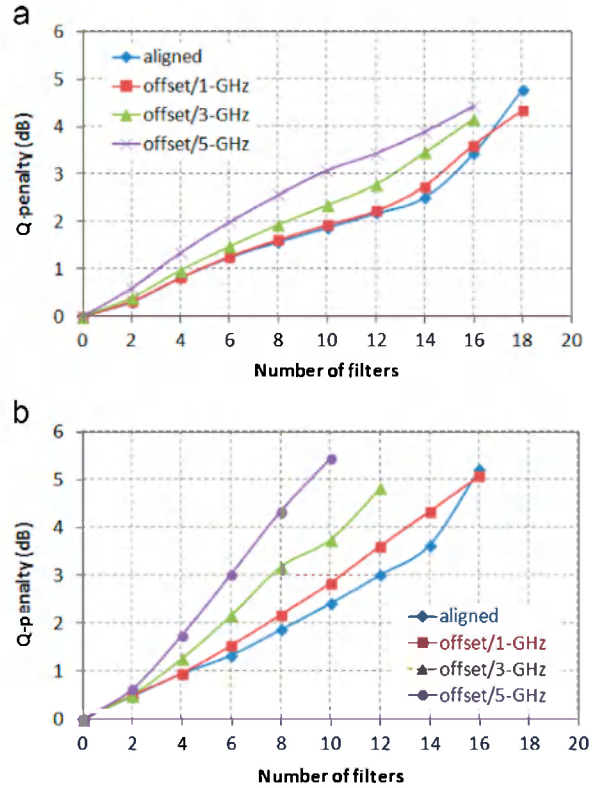 a
6
5
4
3
2
1
0
Q-penalty (dB)
aligned
offset/1-GHz
offset/3-GHz
offset/5-GHz
0 2 4 6 8 10 12 14 16 18 20
Number of filters
b
6
5
4
3
2
1
0
Q-penalty (dB)
aligned
offset/1-GHz
offset/3-GHz
offset/5-GHz
0 2 4 6 8 10 12 14 16 18 20
Number of filters